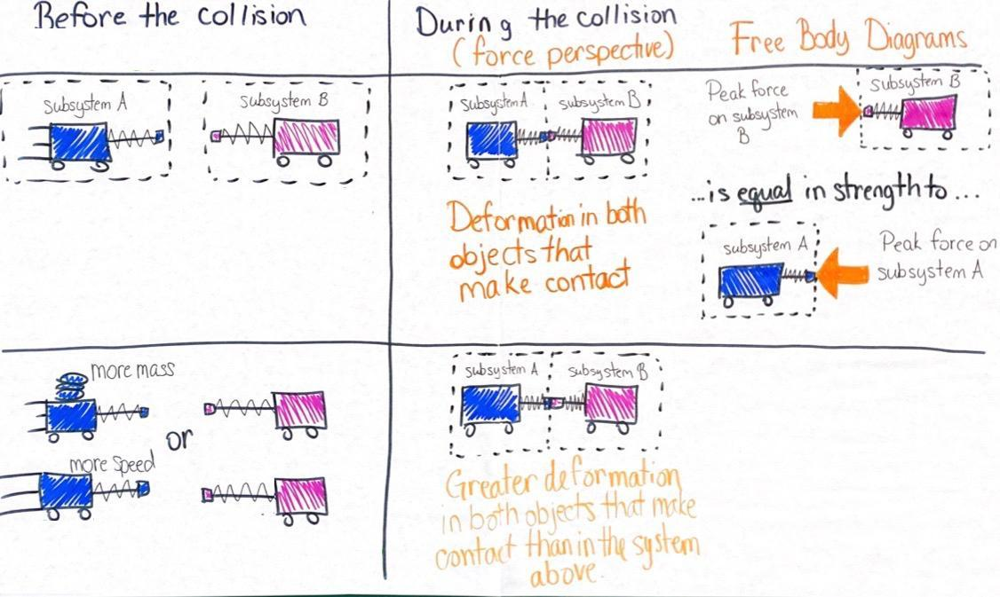 Before the collision
During the collision
(force perspective)
Free Body Diagrams
subsystem A
subsystem B
subsystem A
subsystem B
Deformation in both
objects that
make contact
Peak force
on subsystem
B
subsystem B
...is equal in strength to...
subsystem A
Peak force on
subsystem A
more mass
or
more speed
subsystem A
subsystem B
Greater deformation
in both objects that make
contact than in the system
above